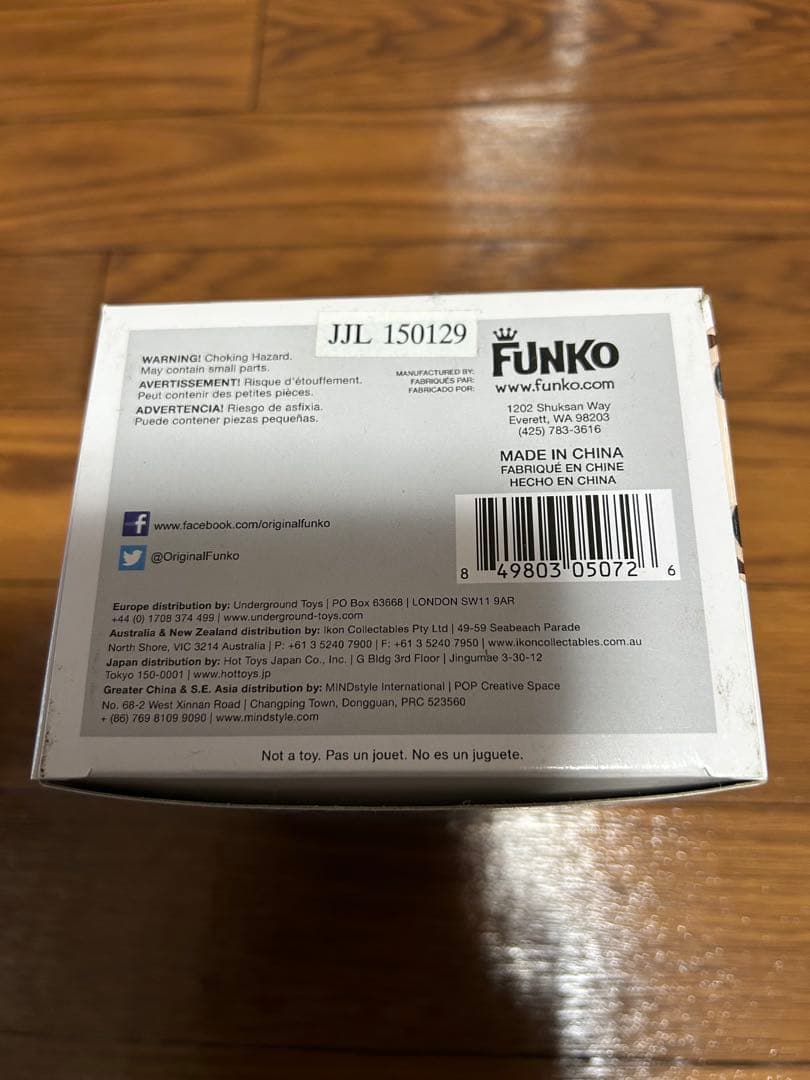 JJL 150129
WARNING! Choking Hazard.
May contain small parts.
AVERTISSEMENT! Risque d'étouffement.
Peut contenir des petites pièces.
ADVERTENCIA! Riesgo de asfixia.
Puede contener piezas pequeñas.
MANUFACTURED BY:
FABRIQUÉS PAR:
FABRICADO POR:
FUNKO
www.funko.com
1202 Shuksan Way
Everett, WA 98203
(425) 783-3616
MADE IN CHINA
FABRIQUÉ EN CHINE
HECHO EN CHINA
8 49803 05072 6
f www.facebook.com/originalfunko
@OriginalFunko
Europe distribution by: Underground Toys | PO Box 63668 | LONDON SW11 9AR
+44 (0) 1708 374 499 | www.underground-toys.com
Australia & New Zealand distribution by: Ikon Collectables Pty Ltd | 49-59 Seabeach Parade
North Shore, VIC 3214 Australia | P: +61 3 5240 7900 | F: +61 3 5240 7950 | www.ikoncollectables.com.au
Japan distribution by: Hot Toys Japan Co., Inc. | G Bldg 3rd Floor | Jingumae 3-30-12
Tokyo 150-0001 | www.hottoys.jp
Greater China & S.E. Asia distribution by: MINDstyle International | POP Creative Space
No. 68-2 West Xinnan Road | Changping Town, Dongguan, PRC 523560
+ (86) 769 8109 9090 | www.mindstyle.com
Not a toy. Pas un jouet. No es un juguete.